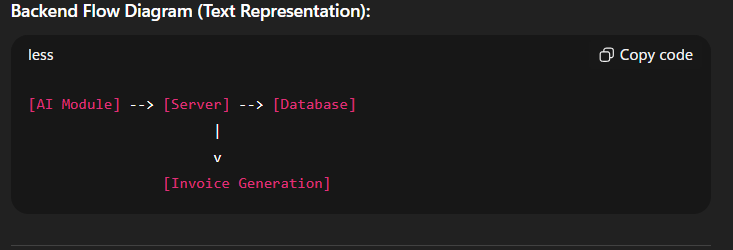 Backend Flow Diagram (Text Representation):
less Copy code
[AI Module] --> [Server] --> [Database]
|
v
[Invoice Generation]